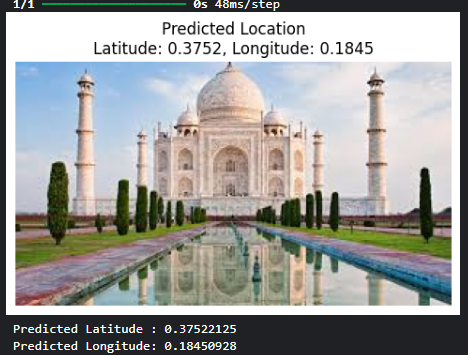 1/1 ━━━━━━━━━━━━━━━━━━━━ 0s 48ms/step
Predicted Location
Latitude: 0.3752, Longitude: 0.1845
Predicted Latitude : 0.37522125
Predicted Longitude: 0.18450928